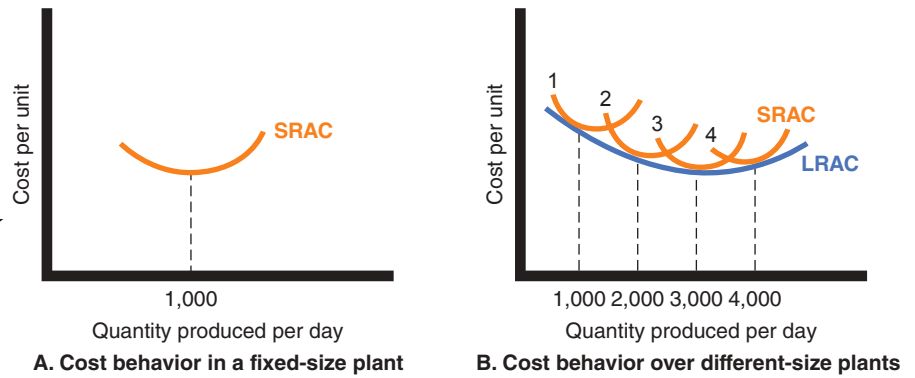 Cost per unit
SRAC
1,000
Quantity produced per day
A. Cost behavior in a fixed-size plant
Cost per unit
1
2
3
4
SRAC
LRAC
1,000 2,000 3,000 4,000
Quantity produced per day
B. Cost behavior over different-size plants